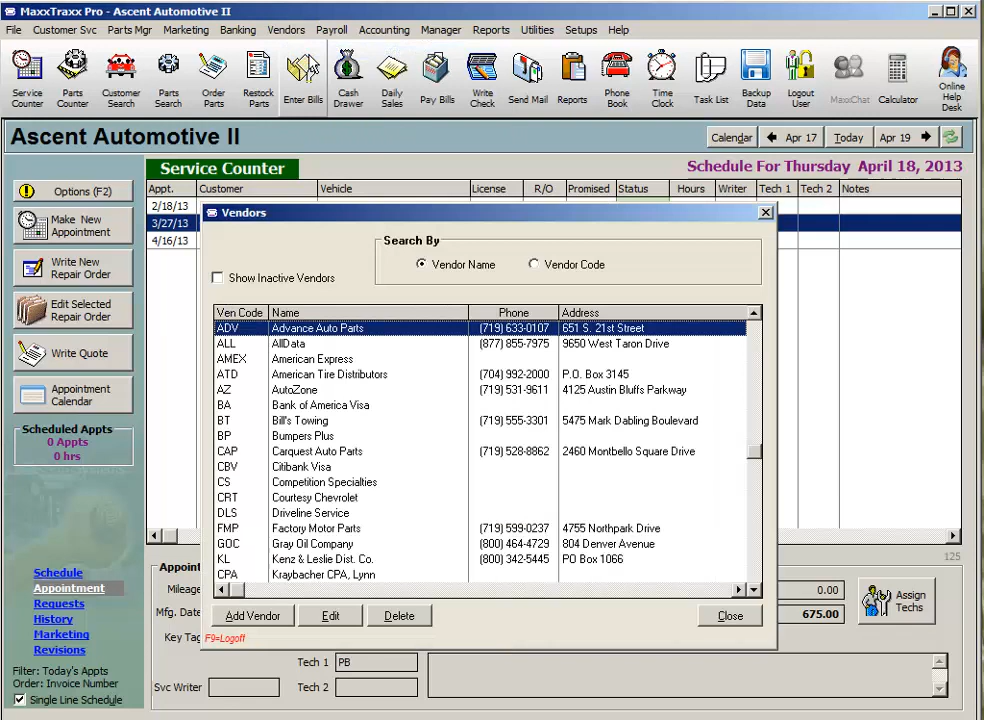 MaxxTraxx Pro - Ascent Automotive II
File Customer Svc Parts Mgr Marketing Banking Vendors Payroll Accounting Manager Reports Utilities Setups Help
Service Counter Parts Counter Customer Search Parts Search Order Parts Restock Parts Enter Bills Cash Drawer Daily Sales Pay Bills Write Check Send Mail Reports Phone Book Time Clock Task List Backup Data Logout User MaxxChat Calculator Online Help Desk
Ascent Automotive II Calendar Apr 17 Today Apr 19
Service Counter Schedule For Thursday April 18, 2013
Appt. Customer Vehicle License R/O Promised Status Hours Writer Tech 1 Tech 2 Notes
2/18/13
3/27/13
4/16/13
Options (F2)
Make New Appointment
Write New Repair Order
Edit Selected Repair Order
Write Quote
Appointment Calendar
Scheduled Appts
0 Appts
0 hrs
Schedule
Appointment
Requests
History
Marketing
Revisions
Filter: Today's Appts
Order: Invoice Number
Single Line Schedule
Vendors
Search By
Vendor Name Vendor Code
Show Inactive Vendors
Ven Code Name Phone Address
ADV Advance Auto Parts (719) 633-0107 651 S. 21st Street
ALL AllData (877) 855-7975 9650 West Taron Drive
AMEX American Express
ATD American Tire Distributors (704) 992-2000 P.O. Box 3145
AZ AutoZone (719) 531-9611 4125 Austin Bluffs Parkway
BA Bank of America Visa
BT Bill's Towing (719) 555-3301 5475 Mark Dabling Boulevard
BP Bumpers Plus
CAP Carquest Auto Parts (719) 528-8862 2460 Montbello Square Drive
CBV Citibank Visa
CS Competition Specialties
CRT Courtesy Chevrolet
DLS Driveline Service
FMP Factory Motor Parts (719) 599-0237 4755 Northpark Drive
GOC Gray Oil Company (800) 464-4729 804 Denver Avenue
KL Kenz & Leslie Dist. Co. (800) 342-5445 PO Box 1066
CPA Kraybacher CPA, Lynn
Add Vendor Edit Delete Close
F9=Logoff
125
Mileage 0.00
Mfg. Date 675.00
Assign Techs
Tech 1 PB
Svc Writer Tech 2